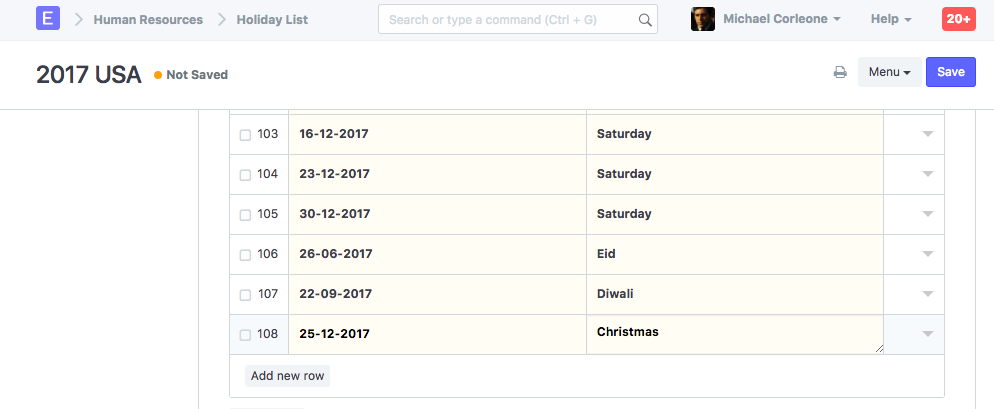 E Human Resources Holiday List Search or type a command (Ctrl + G) Michael Corleone Help 20+
2017 USA Not Saved Menu Save
103 16-12-2017 Saturday
104 23-12-2017 Saturday
105 30-12-2017 Saturday
106 26-06-2017 Eid
107 22-09-2017 Diwali
108 25-12-2017 Christmas
Add new row